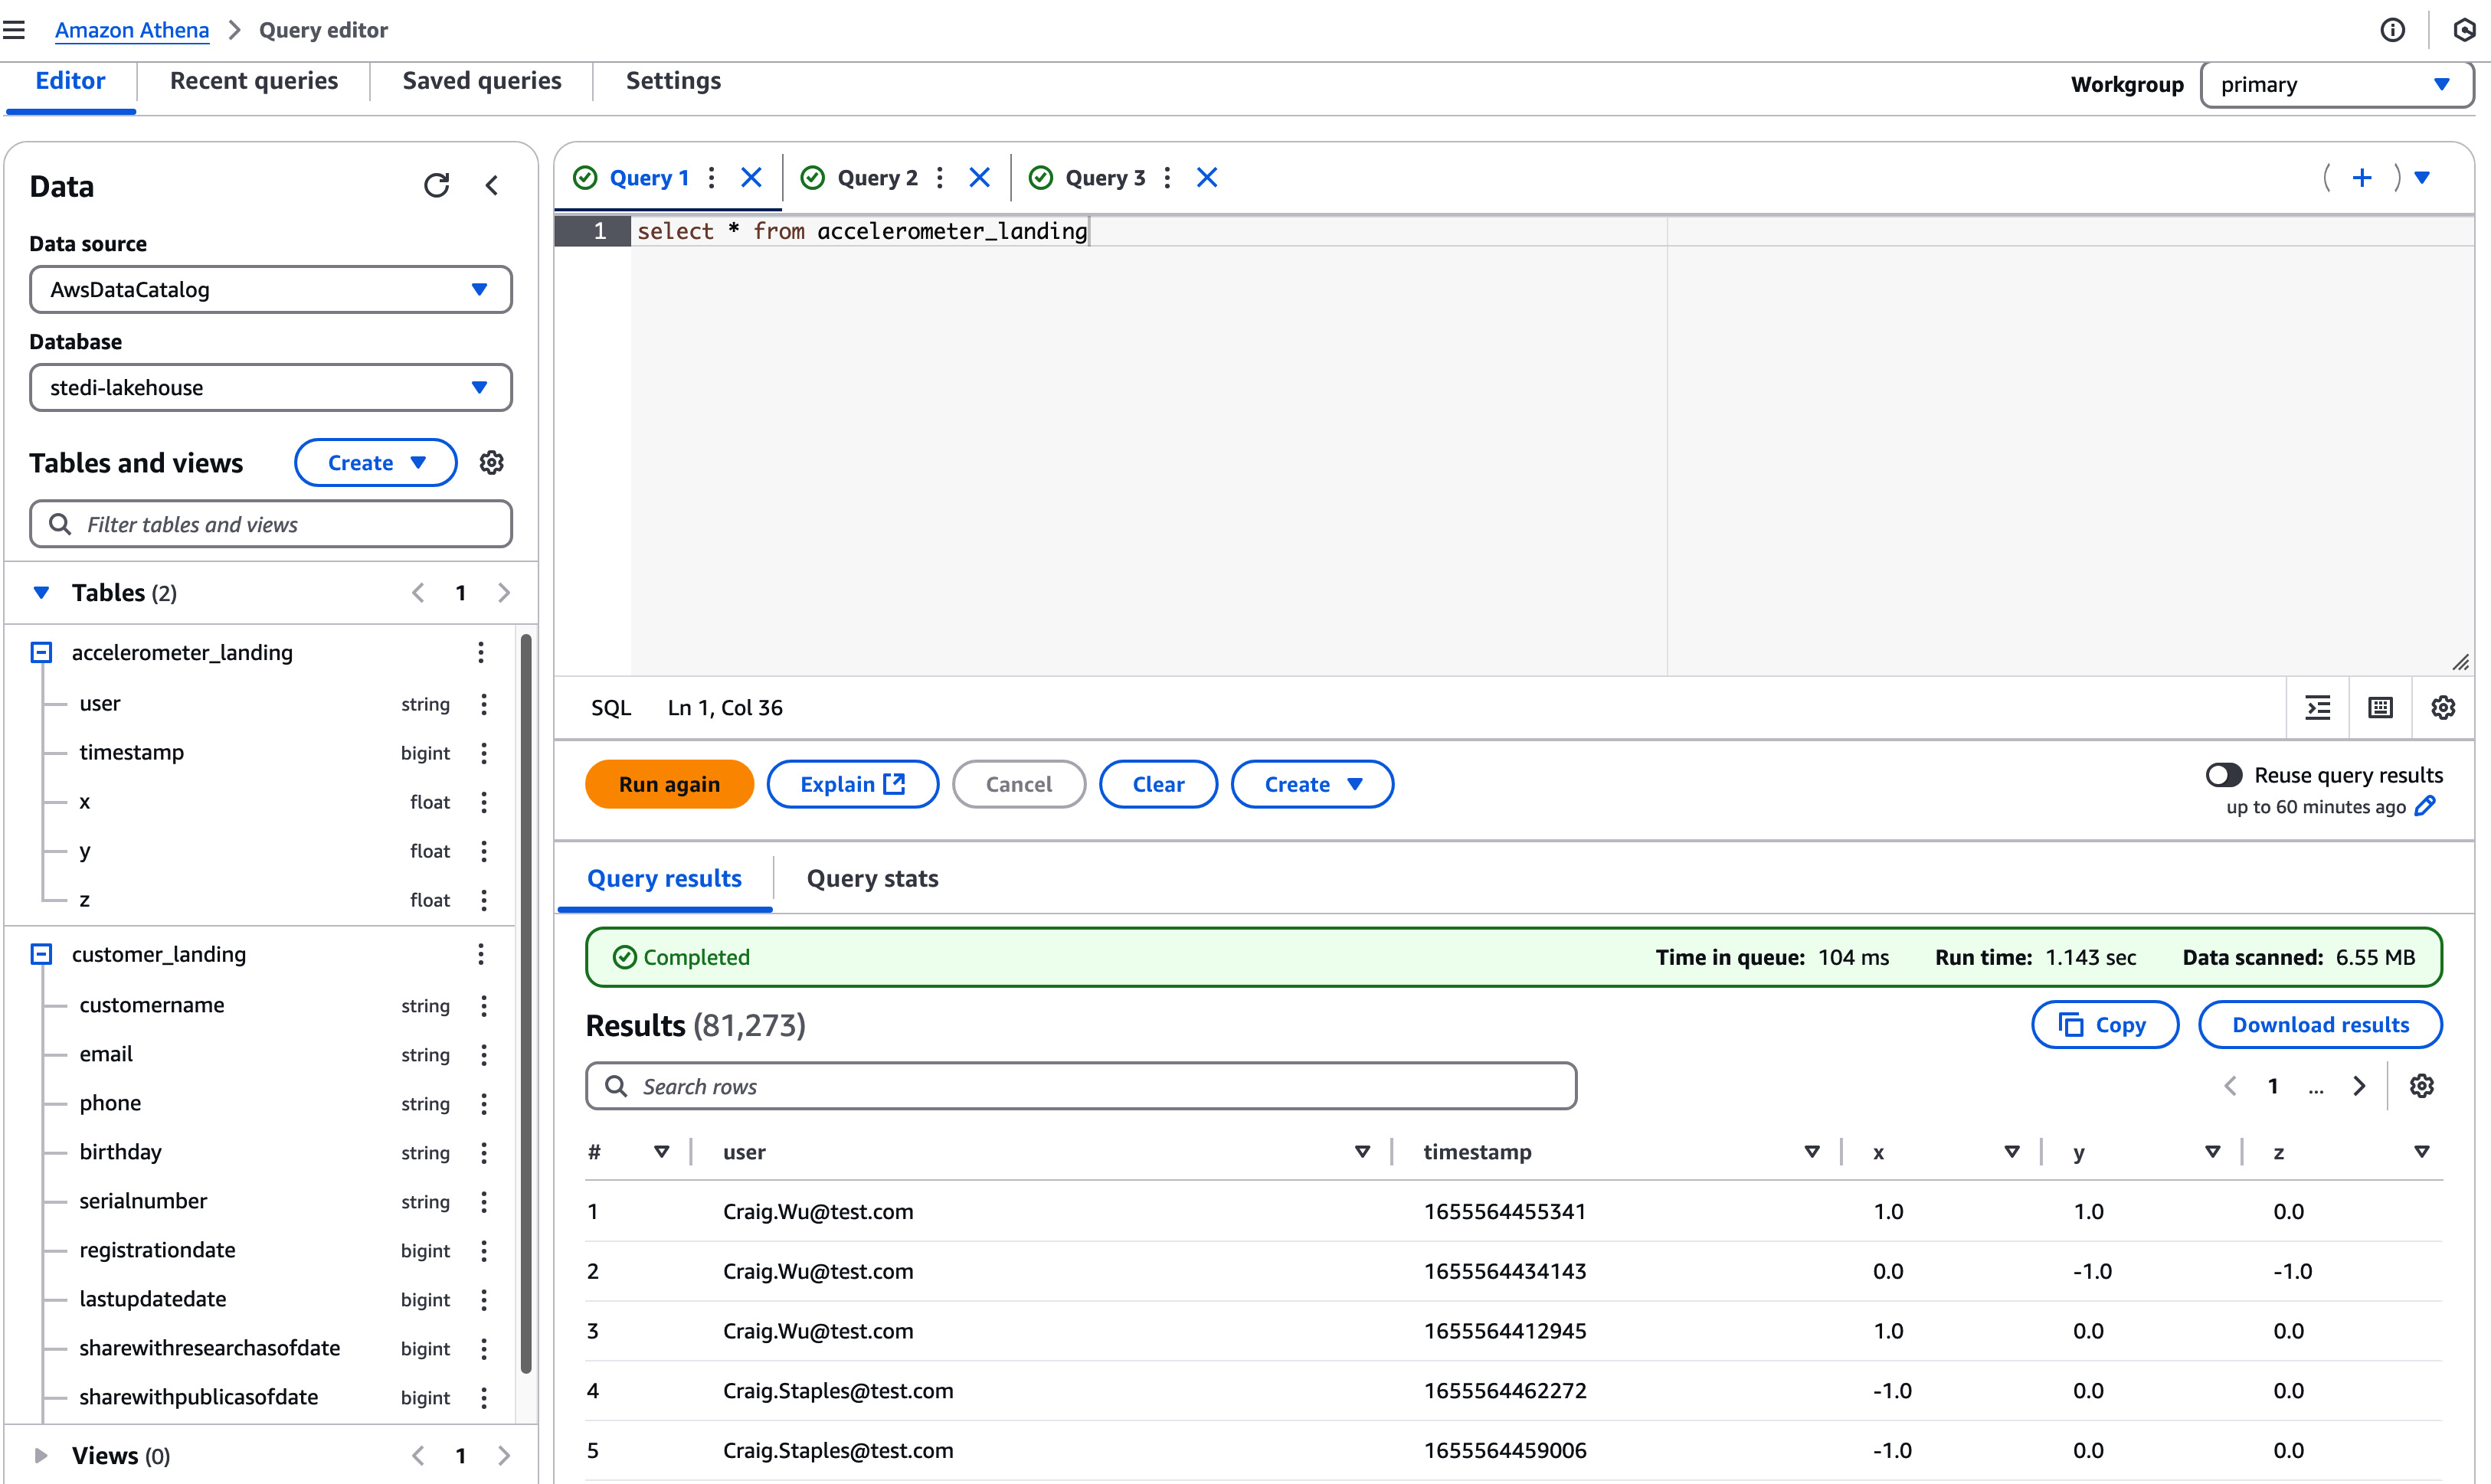 Amazon Athena > Query editor
Editor
Recent queries
Saved queries
Settings
Workgroup
primary
Data
Data source
AwsDataCatalog
Database
stedi-lakehouse
Tables and views
Create
Filter tables and views
Tables (2)
1
accelerometer_landing
user string
timestamp bigint
x float
y float
z float
customer_landing
customername string
email string
phone string
birthday string
serialnumber string
registrationdate bigint
lastupdatedate bigint
sharewithresearchasofdate bigint
sharewithpublicasofdate bigint
Views (0)
1
Query 1
Query 2
Query 3
1 select * from accelerometer_landing
SQL Ln 1, Col 36
Run again
Explain
Cancel
Clear
Create
Reuse query results
up to 60 minutes ago
Query results
Query stats
Completed
Time in queue: 104 ms
Run time: 1.143 sec
Data scanned: 6.55 MB
Results (81,273)
Copy
Download results
Search rows
1 ...
# user timestamp x y z
1 Craig.Wu@test.com 1655564455341 1.0 1.0 0.0
2 Craig.Wu@test.com 1655564434143 0.0 -1.0 -1.0
3 Craig.Wu@test.com 1655564412945 1.0 0.0 0.0
4 Craig.Staples@test.com 1655564462272 -1.0 0.0 0.0
5 Craig.Staples@test.com 1655564459006 -1.0 0.0 0.0